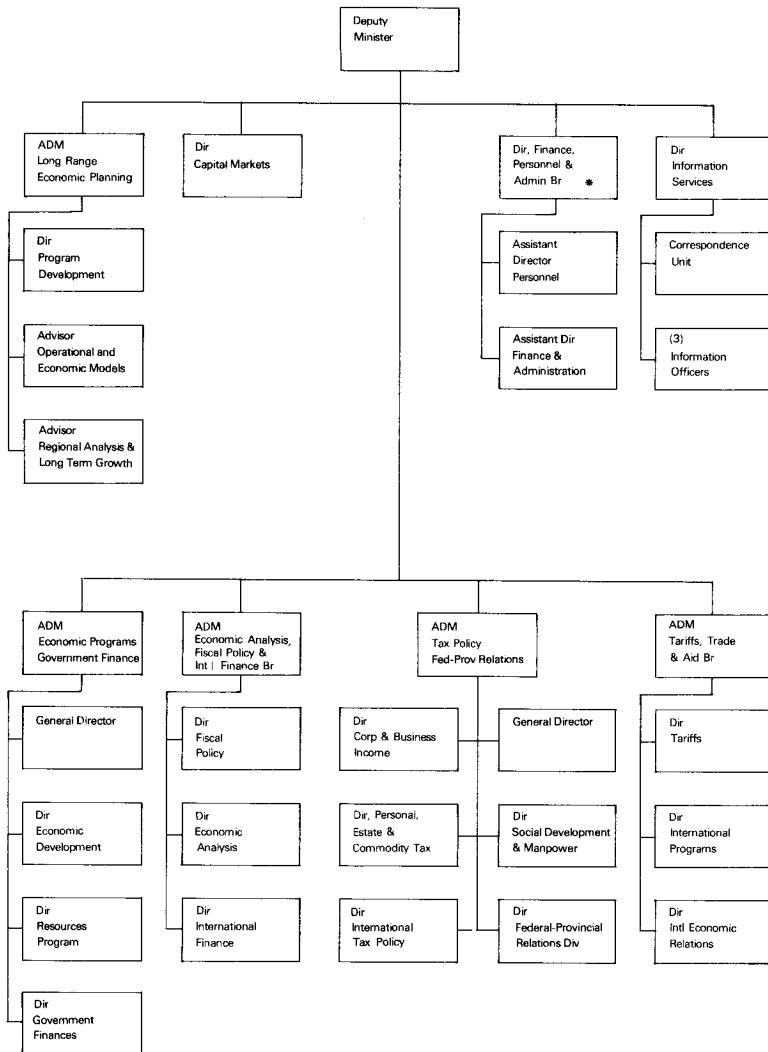 Deputy
Minister
ADM
Long Range
Economic Planning
Dir
Capital Markets
Dir, Finance,
Personnel &
Admin Br *
Dir
Information
Services
Dir
Program
Development
Assistant
Director
Personnel
Correspondence
Unit
Advisor
Operational and
Economic Models
Assistant Dir
Finance &
Administration
(3)
Information
Officers
Advisor
Regional Analysis &
Long Term Growth
ADM
Economic Programs
Government Finance
ADM
Economic Analysis,
Fiscal Policy &
Int l Finance Br
ADM
Tax Policy
Fed-Prov Relations
ADM
Tariffs, Trade
& Aid Br
General Director
Dir
Fiscal
Policy
Dir
Corp & Business
Income
General Director
Dir
Tariffs
Dir
Economic
Development
Dir
Economic
Analysis
Dir, Personal,
Estate &
Commodity Tax
Dir
Social Development
& Manpower
Dir
International
Programs
Dir
Resources
Program
Dir
International
Finance
Dir
International
Tax Policy
Dir
Federal-Provincial
Relations Div
Dir
Intl Economic
Relations
Dir
Government
Finances